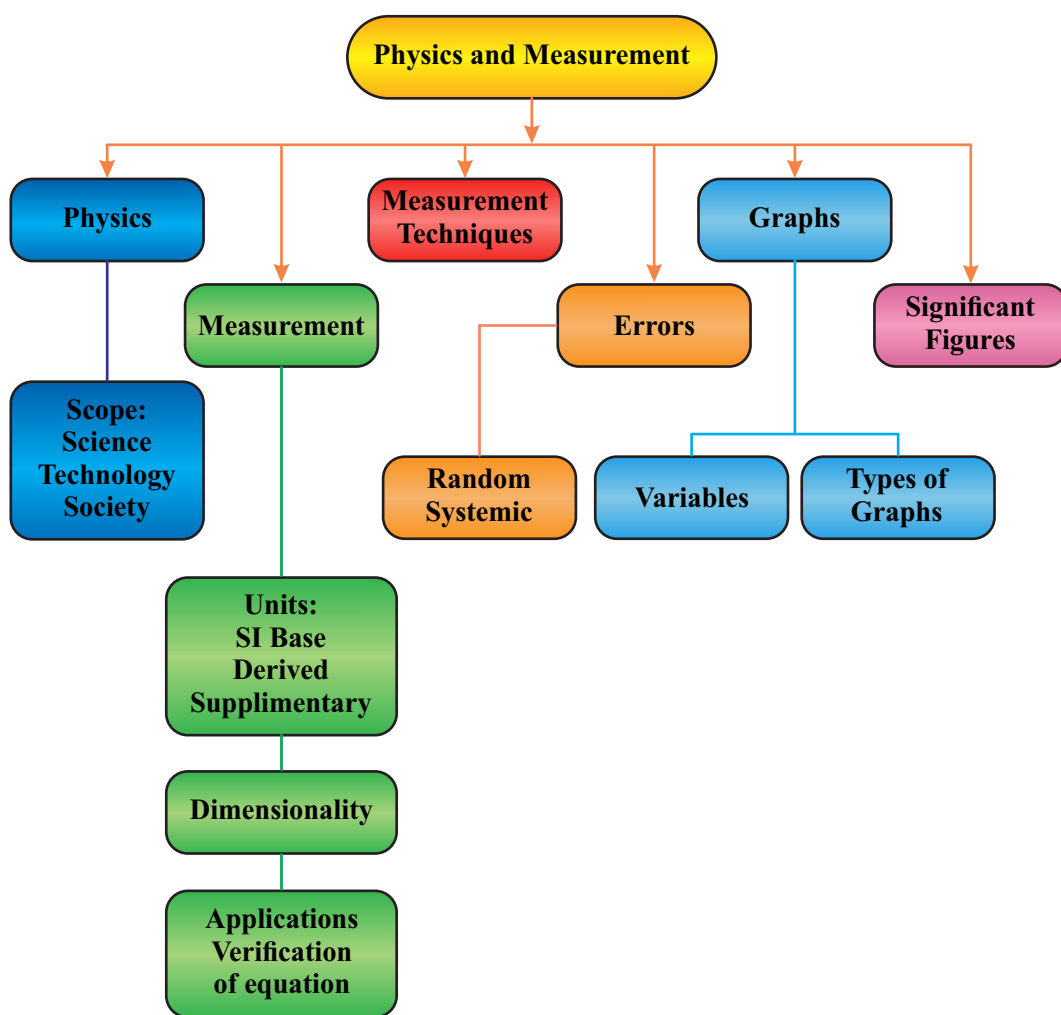 Physics and Measurement
Physics
Measurement
Techniques
Graphs
Measurement
Errors
Significant
Figures
Scope:
Science
Technology
Society
Random
Systemic
Variables
Types of
Graphs
Units:
SI Base
Derived
Supplimentary
Dimensionality
Applications
Verification
of equation